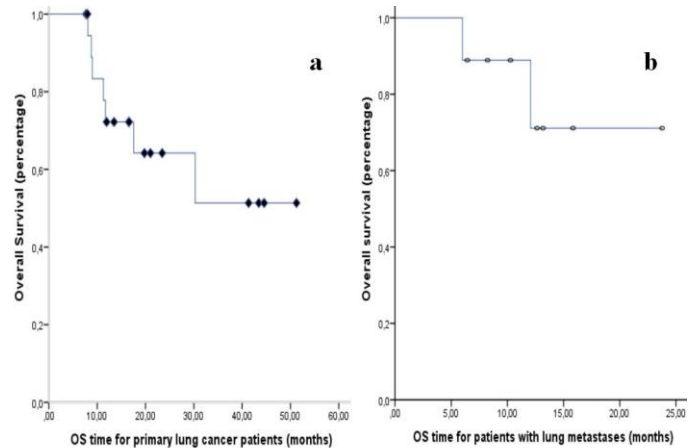 a
Overall Survival (percentage)
1,0
0,8
0,6
0,4
0,2
0,0
,00 10,00 20,00 30,00 40,00 50,00 60,00
OS time for primary lung cancer patients (months)
b
Overall survival (percentage)
1,0
0,8
0,6
0,4
0,2
0,0
,00 5,00 10,00 15,00 20,00 25,00
OS time for patients with lung metastases (months)